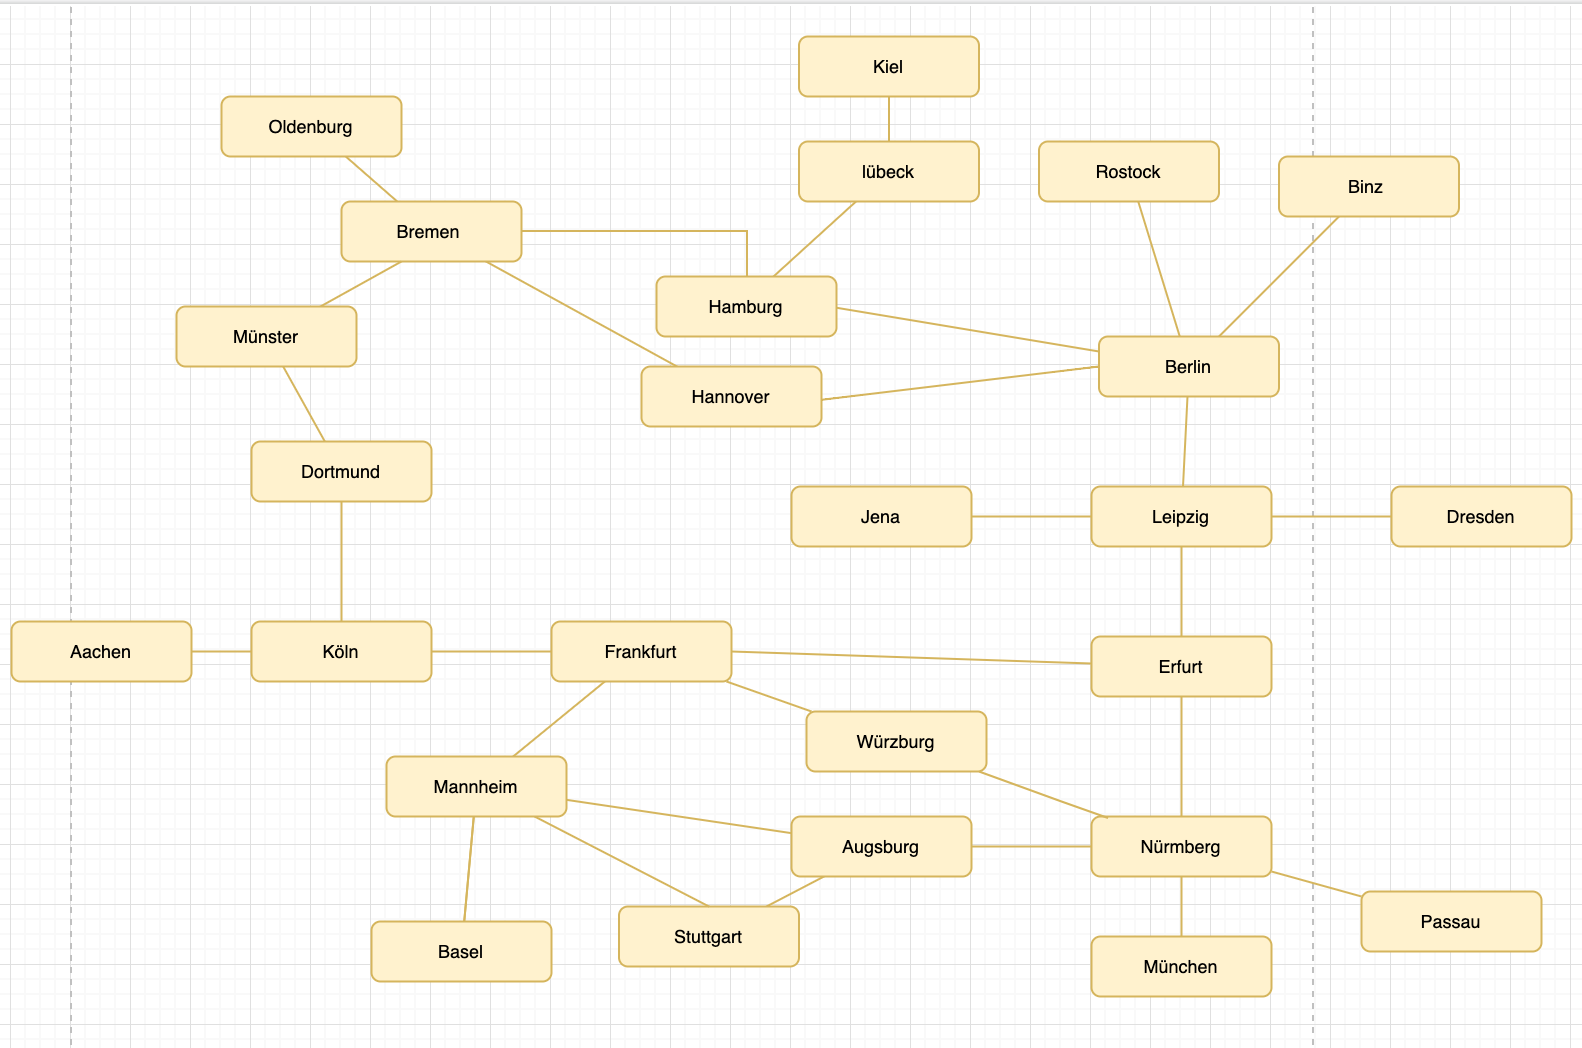 Kiel
Oldenburg
lübeck
Rostock
Binz
Bremen
Hamburg
Münster
Berlin
Hannover
Dortmund
Jena
Leipzig
Dresden
Aachen
Köln
Frankfurt
Erfurt
Würzburg
Mannheim
Augsburg
Nürmberg
Passau
Stuttgart
Basel
München